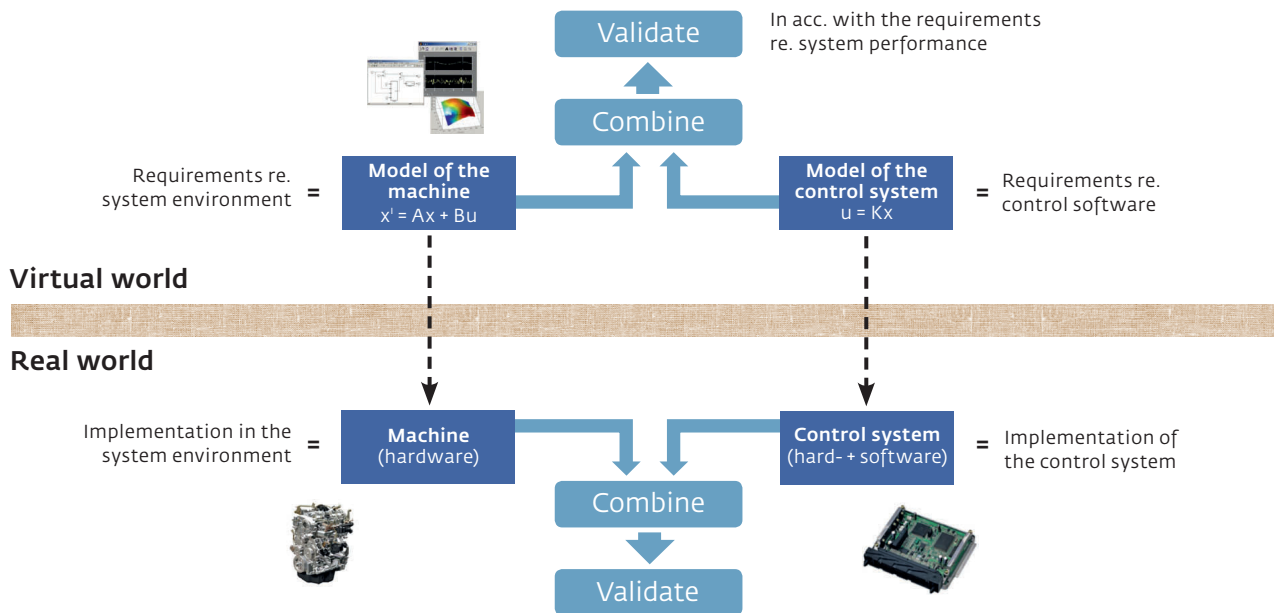 Validate
In acc. with the requirements
re. system performance
Combine
Requirements re.
system environment
=
Model of the
machine
x' = Ax + Bu
Model of the
control system
u = Kx
=
Requirements re.
control software
Virtual world
Real world
Implementation in the
system environment
=
Machine
(hardware)
Control system
(hard- + software)
=
Implementation of
the control system
Combine
Validate